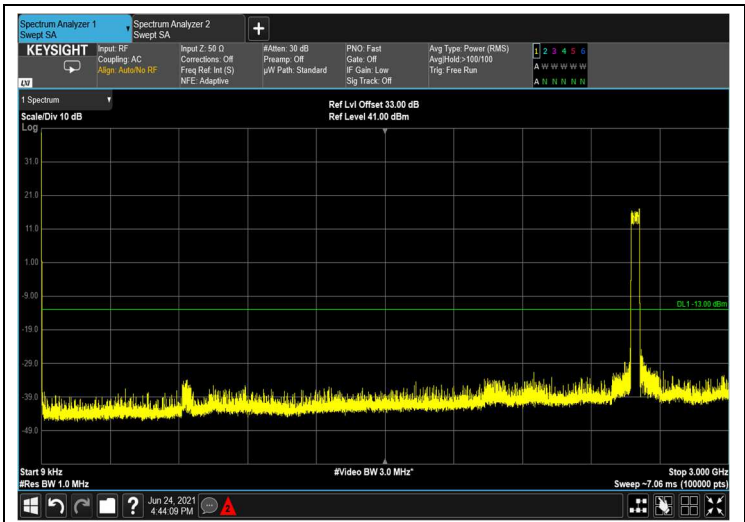 Spectrum Analyzer 1
Swept SA
Spectrum Analyzer 2
Swept SA
+
KEYSIGHT
LXI
Input: RF
Coupling: AC
Align: Auto/No RF
Input Z: 50 Ω
Corrections: Off
Freq Ref: Int (S)
NFE: Adaptive
#Atten: 30 dB
Preamp: Off
µW Path: Standard
PNO: Fast
Gate: Off
IF Gain: Low
Sig Track: Off
Avg Type: Power (RMS)
Avg|Hold:>100/100
Trig: Free Run
1 2 3 4 5 6
A W W W W W
A N N N N N
1 Spectrum
Scale/Div 10 dB
Log
Ref Lvl Offset 33.00 dB
Ref Level 41.00 dBm
31.0
21.0
11.0
1.00
-9.00
DL1 -13.00 dBm
-19.0
-29.0
-39.0
-49.0
Start 9 kHz
#Res BW 1.0 MHz
#Video BW 3.0 MHz*
Stop 3.000 GHz
Sweep ~7.06 ms (100000 pts)
?
Jun 24, 2021
4:44:09 PM
2